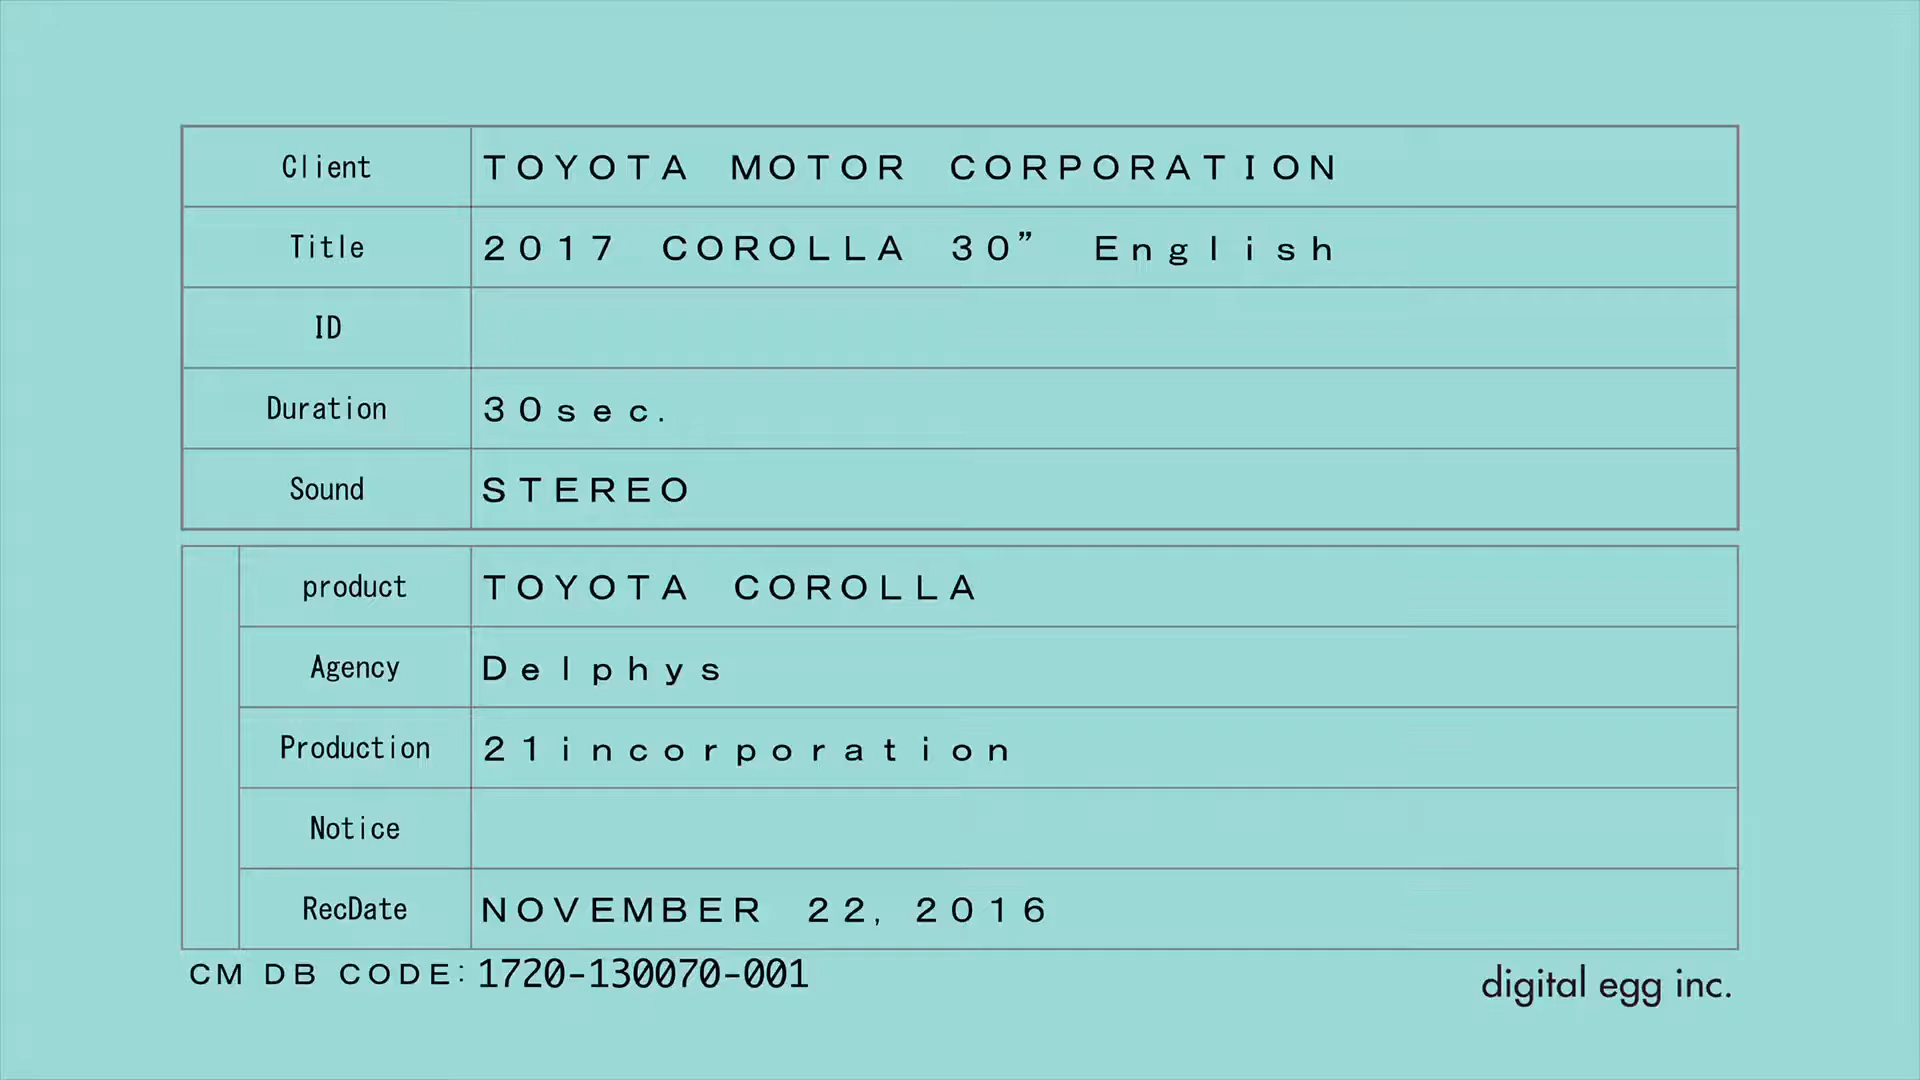 Client TOYOTA MOTOR CORPORATION
Title 2017 COROLLA 30” English
ID
Duration 30sec.
Sound STEREO
product TOYOTA COROLLA
Agency Delphys
Production 21incorporation
Notice
RecDate NOVEMBER 22, 2016
CM DB CODE: 1720-130070-001
digital egg inc.